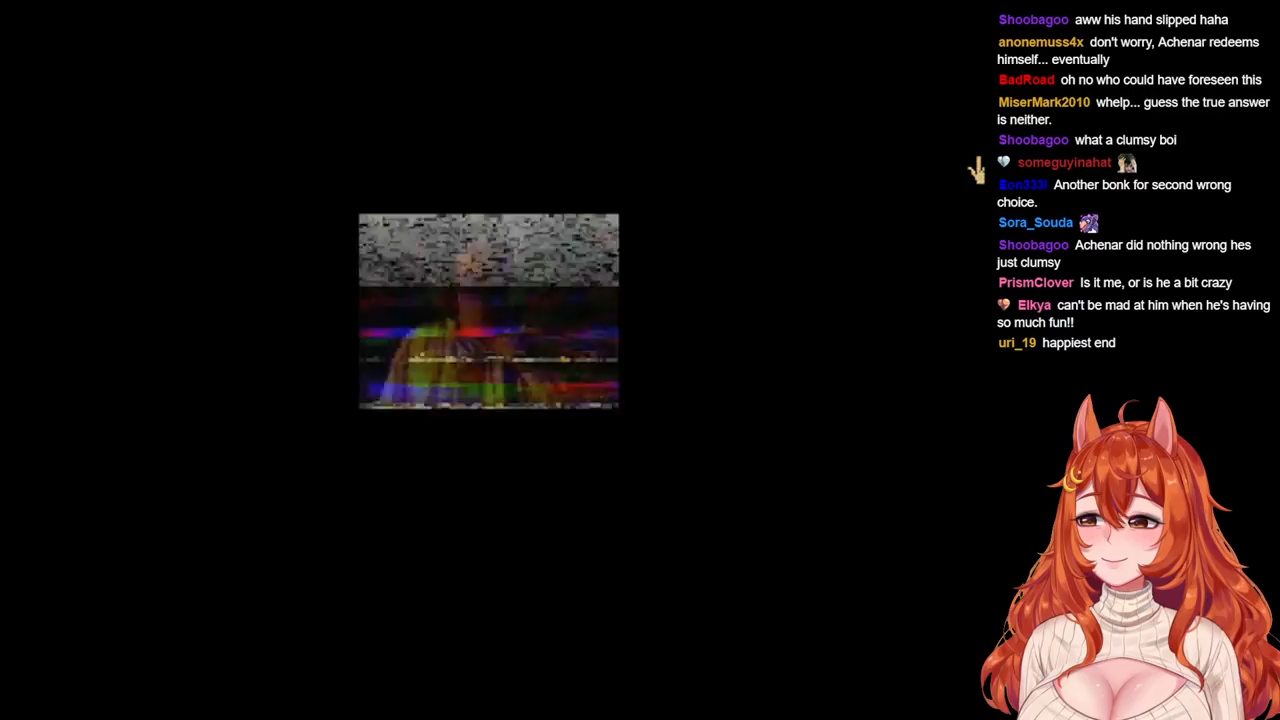 Shoobagoo aww his hand slipped haha
anonemuss4x don't worry, Achenar redeems
himself... eventually
BadRoad oh no who could have foreseen this
MiserMark2010 whelp... guess the true answer
is neither.
Shoobagoo what a clumsy boi
someguyinahat
Eon333! Another bonk for second wrong
choice.
Sora_Souda
Shoobagoo Achenar did nothing wrong hes
just clumsy
PrismClover Is it me, or is he a bit crazy
Elkya can't be mad at him when he's having
so much fun!!
uri_19 happiest end